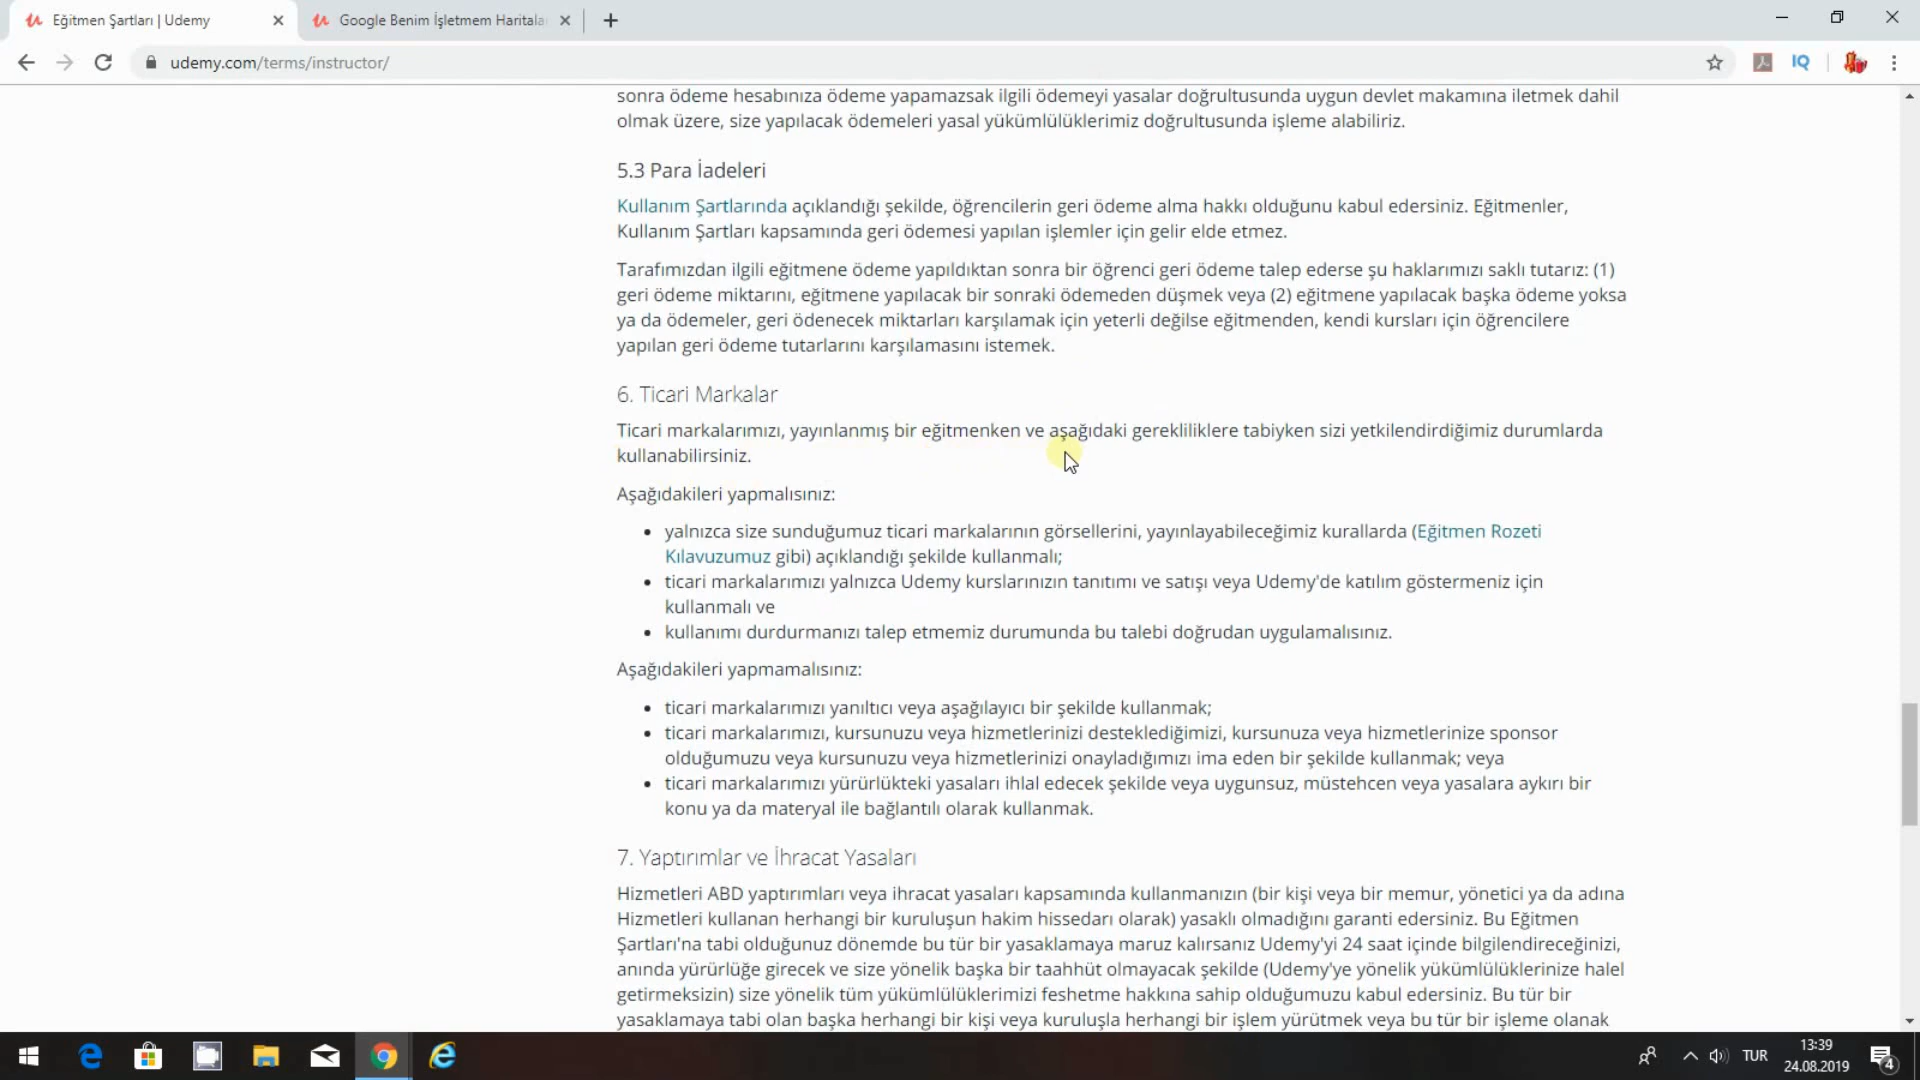 Eğitmen Şartları | Udemy
Google Benim İşletmem Haritala
udemy.com/terms/instructor/
IQ
sonra ödeme hesabınıza ödeme yapamazsak ilgili ödemeyi yasalar doğrultusunda uygun devlet makamına iletmek dahil
olmak üzere, size yapılacak ödemeleri yasal yükümlülüklerimiz doğrultusunda işleme alabiliriz.
5.3 Para İadeleri
Kullanım Şartlarında açıklandığı şekilde, öğrencilerin geri ödeme alma hakkı olduğunu kabul edersiniz. Eğitmenler,
Kullanım Şartları kapsamında geri ödemesi yapılan işlemler için gelir elde etmez.
Tarafımızdan ilgili eğitmene ödeme yapıldıktan sonra bir öğrenci geri ödeme talep ederse şu haklarımızı saklı tutarız: (1)
geri ödeme miktarını, eğitmene yapılacak bir sonraki ödemeden düşmek veya (2) eğitmene yapılacak başka ödeme yoksa
ya da ödemeler, geri ödenecek miktarları karşılamak için yeterli değilse eğitmenden, kendi kursları için öğrencilere
yapılan geri ödeme tutarlarını karşılamasını istemek.
6. Ticari Markalar
Ticari markalarımızı, yayınlanmış bir eğitmenken ve aşağıdaki gerekliliklere tabiyken sizi yetkilendirdiğimiz durumlarda
kullanabilirsiniz.
Aşağıdakileri yapmalısınız:
• yalnızca size sunduğumuz ticari markalarının görsellerini, yayınlayabileceğimiz kurallarda (Eğitmen Rozeti
Kılavuzumuz gibi) açıklandığı şekilde kullanmalı;
• ticari markalarımızı yalnızca Udemy kurslarınızın tanıtımı ve satışı veya Udemy'de katılım göstermeniz için
kullanmalı ve
• kullanımı durdurmanızı talep etmemiz durumunda bu talebi doğrudan uygulamalısınız.
Aşağıdakileri yapmamalısınız:
• ticari markalarımızı yanıltıcı veya aşağılayıcı bir şekilde kullanmak;
• ticari markalarımızı, kursunuzu veya hizmetlerinizi desteklediğimizi, kursunuza veya hizmetlerinize sponsor
olduğumuzu veya kursunuzu veya hizmetlerinizi onayladığımızı ima eden bir şekilde kullanmak; veya
• ticari markalarımızı yürürlükteki yasaları ihlal edecek şekilde veya uygunsuz, müstehcen veya yasalara aykırı bir
konu ya da materyal ile bağlantılı olarak kullanmak.
7. Yaptırımlar ve İhracat Yasaları
Hizmetleri ABD yaptırımları veya ihracat yasaları kapsamında kullanmanızın (bir kişi veya bir memur, yönetici ya da adına
Hizmetleri kullanan herhangi bir kuruluşun hakim hissedarı olarak) yasaklı olmadığını garanti edersiniz. Bu Eğitmen
Şartları'na tabi olduğunuz dönemde bu tür bir yasaklamaya maruz kalırsanız Udemy'yi 24 saat içinde bilgilendireceğinizi,
anında yürürlüğe girecek ve size yönelik başka bir taahhüt olmayacak şekilde (Udemy'ye yönelik yükümlülüklerinize halel
getirmeksizin) size yönelik tüm yükümlülüklerimizi feshetme hakkına sahip olduğumuzu kabul edersiniz. Bu tür bir
yasaklamaya tabi olan başka herhangi bir kişi veya kuruluşla herhangi bir işlem yürütmek veya bu tür bir işleme olanak
TUR
13:39
24.08.2019
4